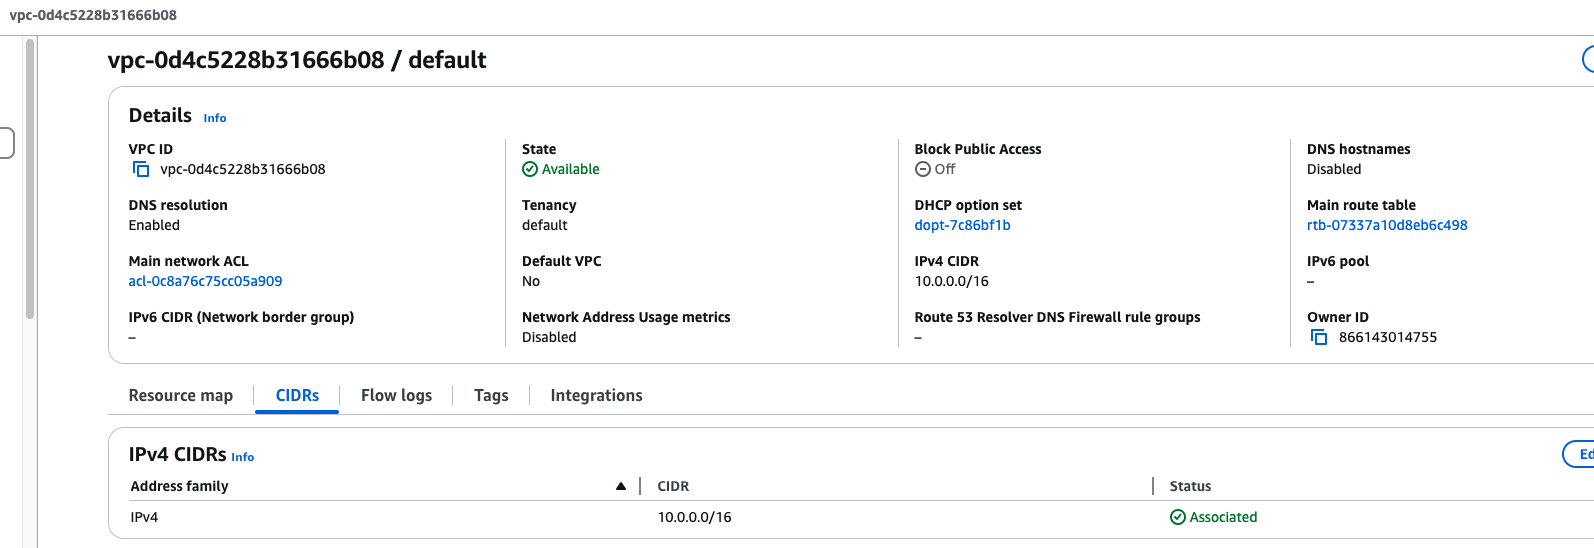 vpc-0d4c5228b31666b08
vpc-0d4c5228b31666b08 / default
Details Info
VPC ID
vpc-0d4c5228b31666b08
State
Available
Block Public Access
Off
DNS hostnames
Disabled
DNS resolution
Enabled
Tenancy
default
DHCP option set
dopt-7c86bf1b
Main route table
rtb-07337a10d8eb6c498
Main network ACL
acl-0c8a76c75cc05a909
Default VPC
No
IPv4 CIDR
10.0.0.0/16
IPv6 pool
–
IPv6 CIDR (Network border group)
–
Network Address Usage metrics
Disabled
Route 53 Resolver DNS Firewall rule groups
–
Owner ID
866143014755
Resource map CIDRs Flow logs Tags Integrations
IPv4 CIDRs Info
Ed
Address family CIDR Status
IPv4 10.0.0.0/16 Associated